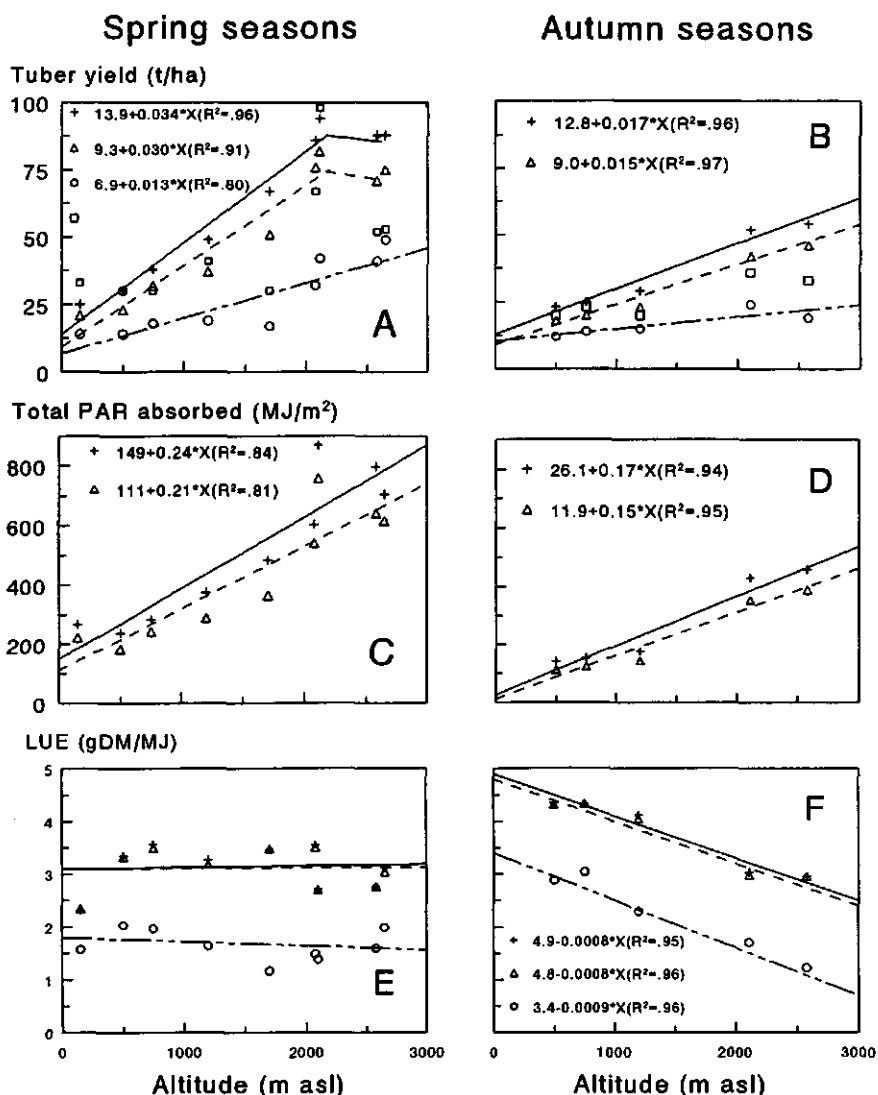 Spring seasons
Autumn seasons
Tuber yield (t/ha)
100
75
50
25
0
+ 13.9+0.034*X(R²=.96)
△ 9.3+0.030*X(R²=.91)
○ 6.9+0.013*X(R²=.80)
A
+ 12.8+0.017*X(R²=.96)
△ 9.0+0.015*X(R²=.97)
B
Total PAR absorbed (MJ/m²)
800
600
400
200
0
+ 149+0.24*X(R²=.84)
△ 111+0.21*X(R²=.81)
C
+ 26.1+0.17*X(R²=.94)
△ 11.9+0.15*X(R²=.95)
D
LUE (gDM/MJ)
5
4
3
2
1
0
E
F
+ 4.9-0.0008*X(R²=.95)
△ 4.8-0.0008*X(R²=.96)
○ 3.4-0.0009*X(R²=.96)
0 1000 2000 3000
0 1000 2000 3000
Altitude (m asl)
Altitude (m asl)